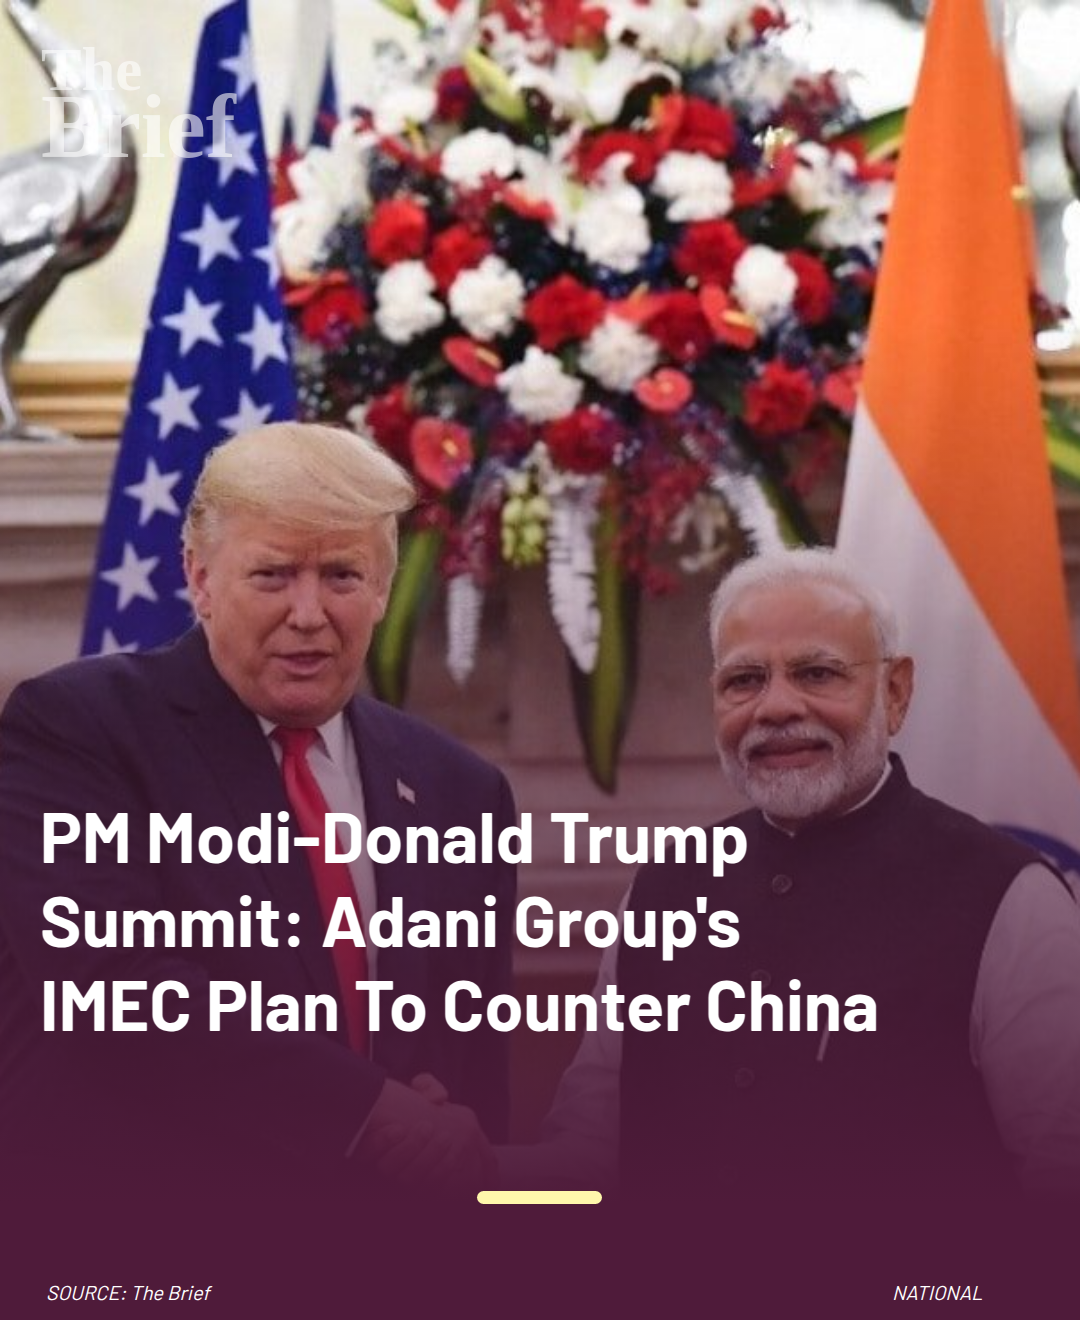 The
Brief
PM Modi-Donald Trump
Summit: Adani Group's
IMEC Plan To Counter China
SOURCE: The Brief
NATIONAL